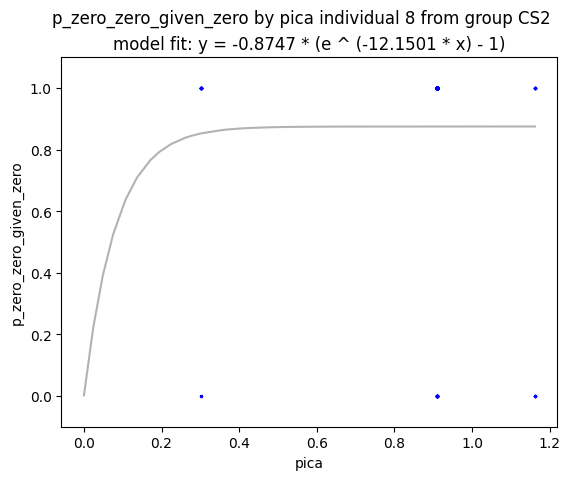 p_zero_zero_given_zero by pica individual 8 from group CS2
model fit: y = -0.8747 * (e ^ (-12.1501 * x) - 1)
p_zero_zero_given_zero
1.0
0.8
0.6
0.4
0.2
0.0
0.0 0.2 0.4 0.6 0.8 1.0 1.2
pica